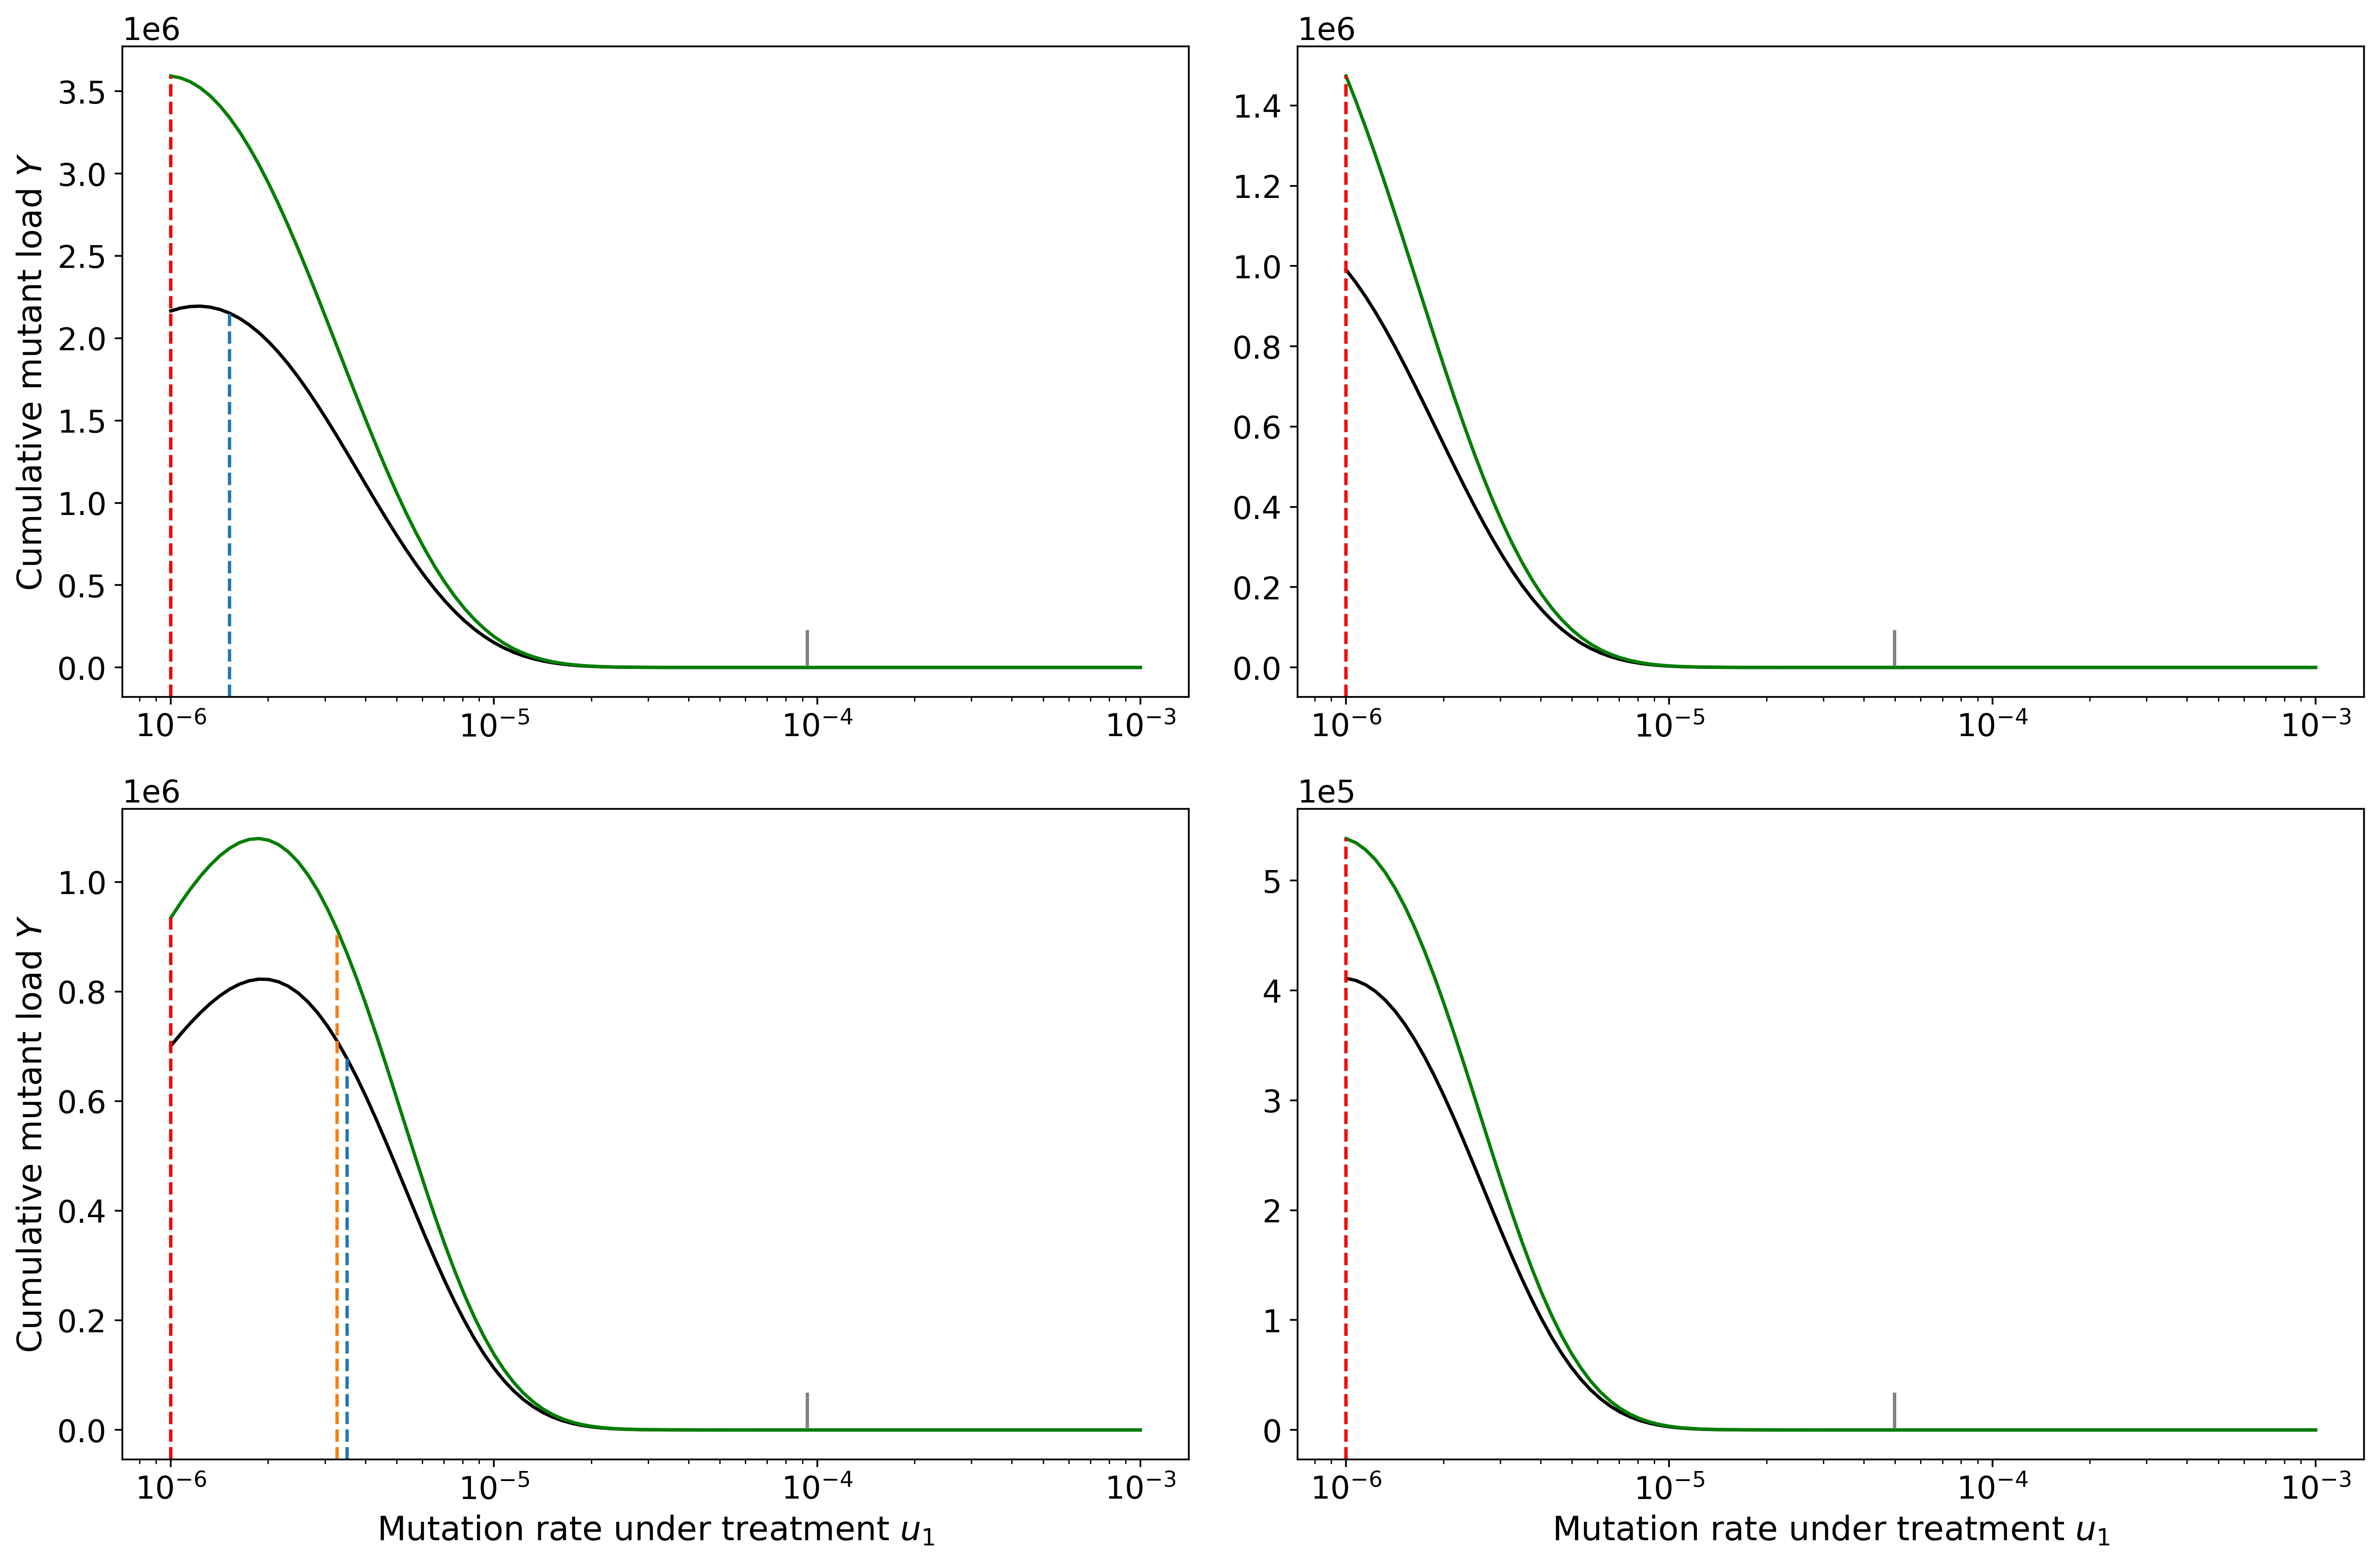 1e6
3.5
3.0
2.5
2.0
1.5
1.0
0.5
0.0
Cumulative mutant load Y
10⁻⁶ 10⁻⁵ 10⁻⁴ 10⁻³
1e6
1.4
1.2
1.0
0.8
0.6
0.4
0.2
0.0
10⁻⁶ 10⁻⁵ 10⁻⁴ 10⁻³
1e6
1.0
0.8
0.6
0.4
0.2
0.0
Cumulative mutant load Y
10⁻⁶ 10⁻⁵ 10⁻⁴ 10⁻³
Mutation rate under treatment u₁
1e5
5
4
3
2
1
0
10⁻⁶ 10⁻⁵ 10⁻⁴ 10⁻³
Mutation rate under treatment u₁